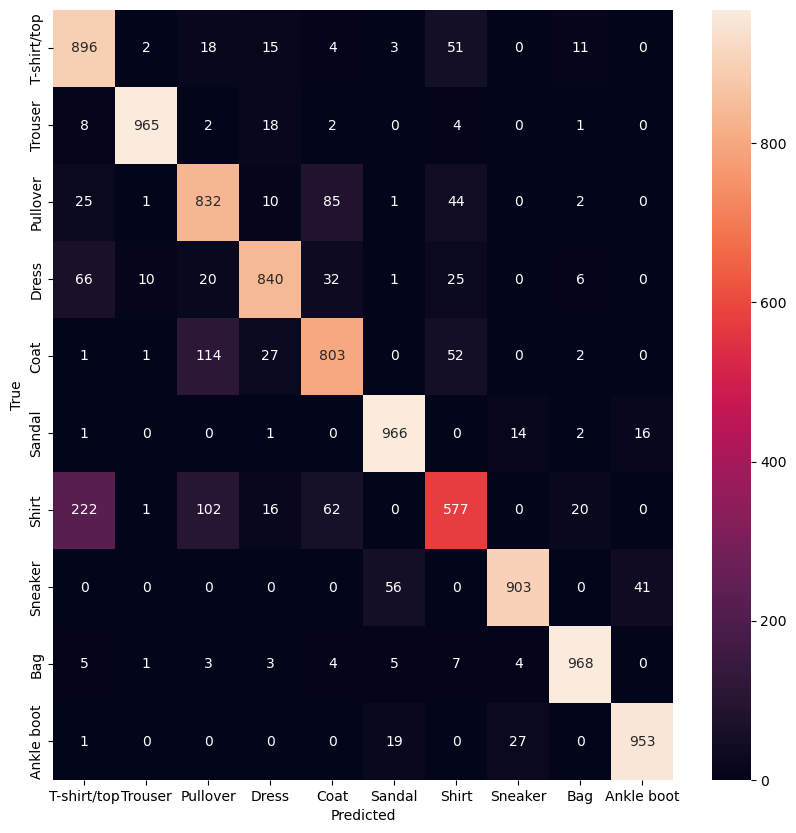 T-shirt/top 896 2 18 15 4 3 51 0 11 0
Trouser 8 965 2 18 2 0 4 0 1 0
Pullover 25 1 832 10 85 1 44 0 2 0
Dress 66 10 20 840 32 1 25 0 6 0
Coat 1 1 114 27 803 0 52 0 2 0
Sandal 1 0 0 1 0 966 0 14 2 16
Shirt 222 1 102 16 62 0 577 0 20 0
Sneaker 0 0 0 0 0 56 0 903 0 41
Bag 5 1 3 3 4 5 7 4 968 0
Ankle boot 1 0 0 0 0 19 0 27 0 953
T-shirt/top Trouser Pullover Dress Coat Sandal Shirt Sneaker Bag Ankle boot
Predicted
True
800
600
400
200
0